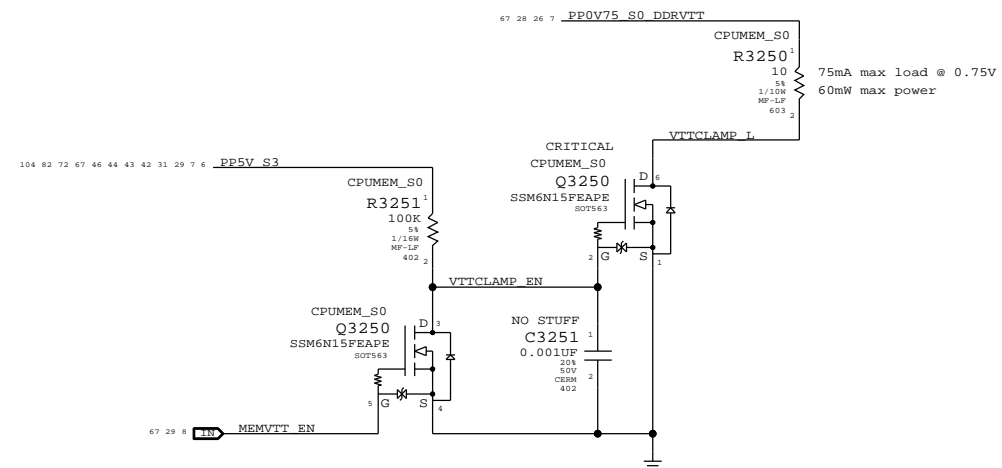 67 28 26 7 PP0V75_S0_DDRVTT
CPUMEM_S0
R3250 1
10
5%
1/10W
MF-LF
603
2
75mA max load @ 0.75V
60mW max power
VTTCLAMP_L
CRITICAL
CPUMEM_S0
Q3250
SSM6N15FEAPE
SOT563
D 6
2 G S 1
104 82 72 67 46 44 43 42 31 29 7 6 PP5V_S3
CPUMEM_S0
R3251 1
100K
5%
1/16W
MF-LF
402 2
VTTCLAMP_EN
CPUMEM_S0
Q3250
SSM6N15FEAPE
SOT563
D 3
5 G S 4
NO STUFF
C3251 1
0.001UF
20%
50V
CERM
402
2
67 29 8 IN MEMVTT_EN